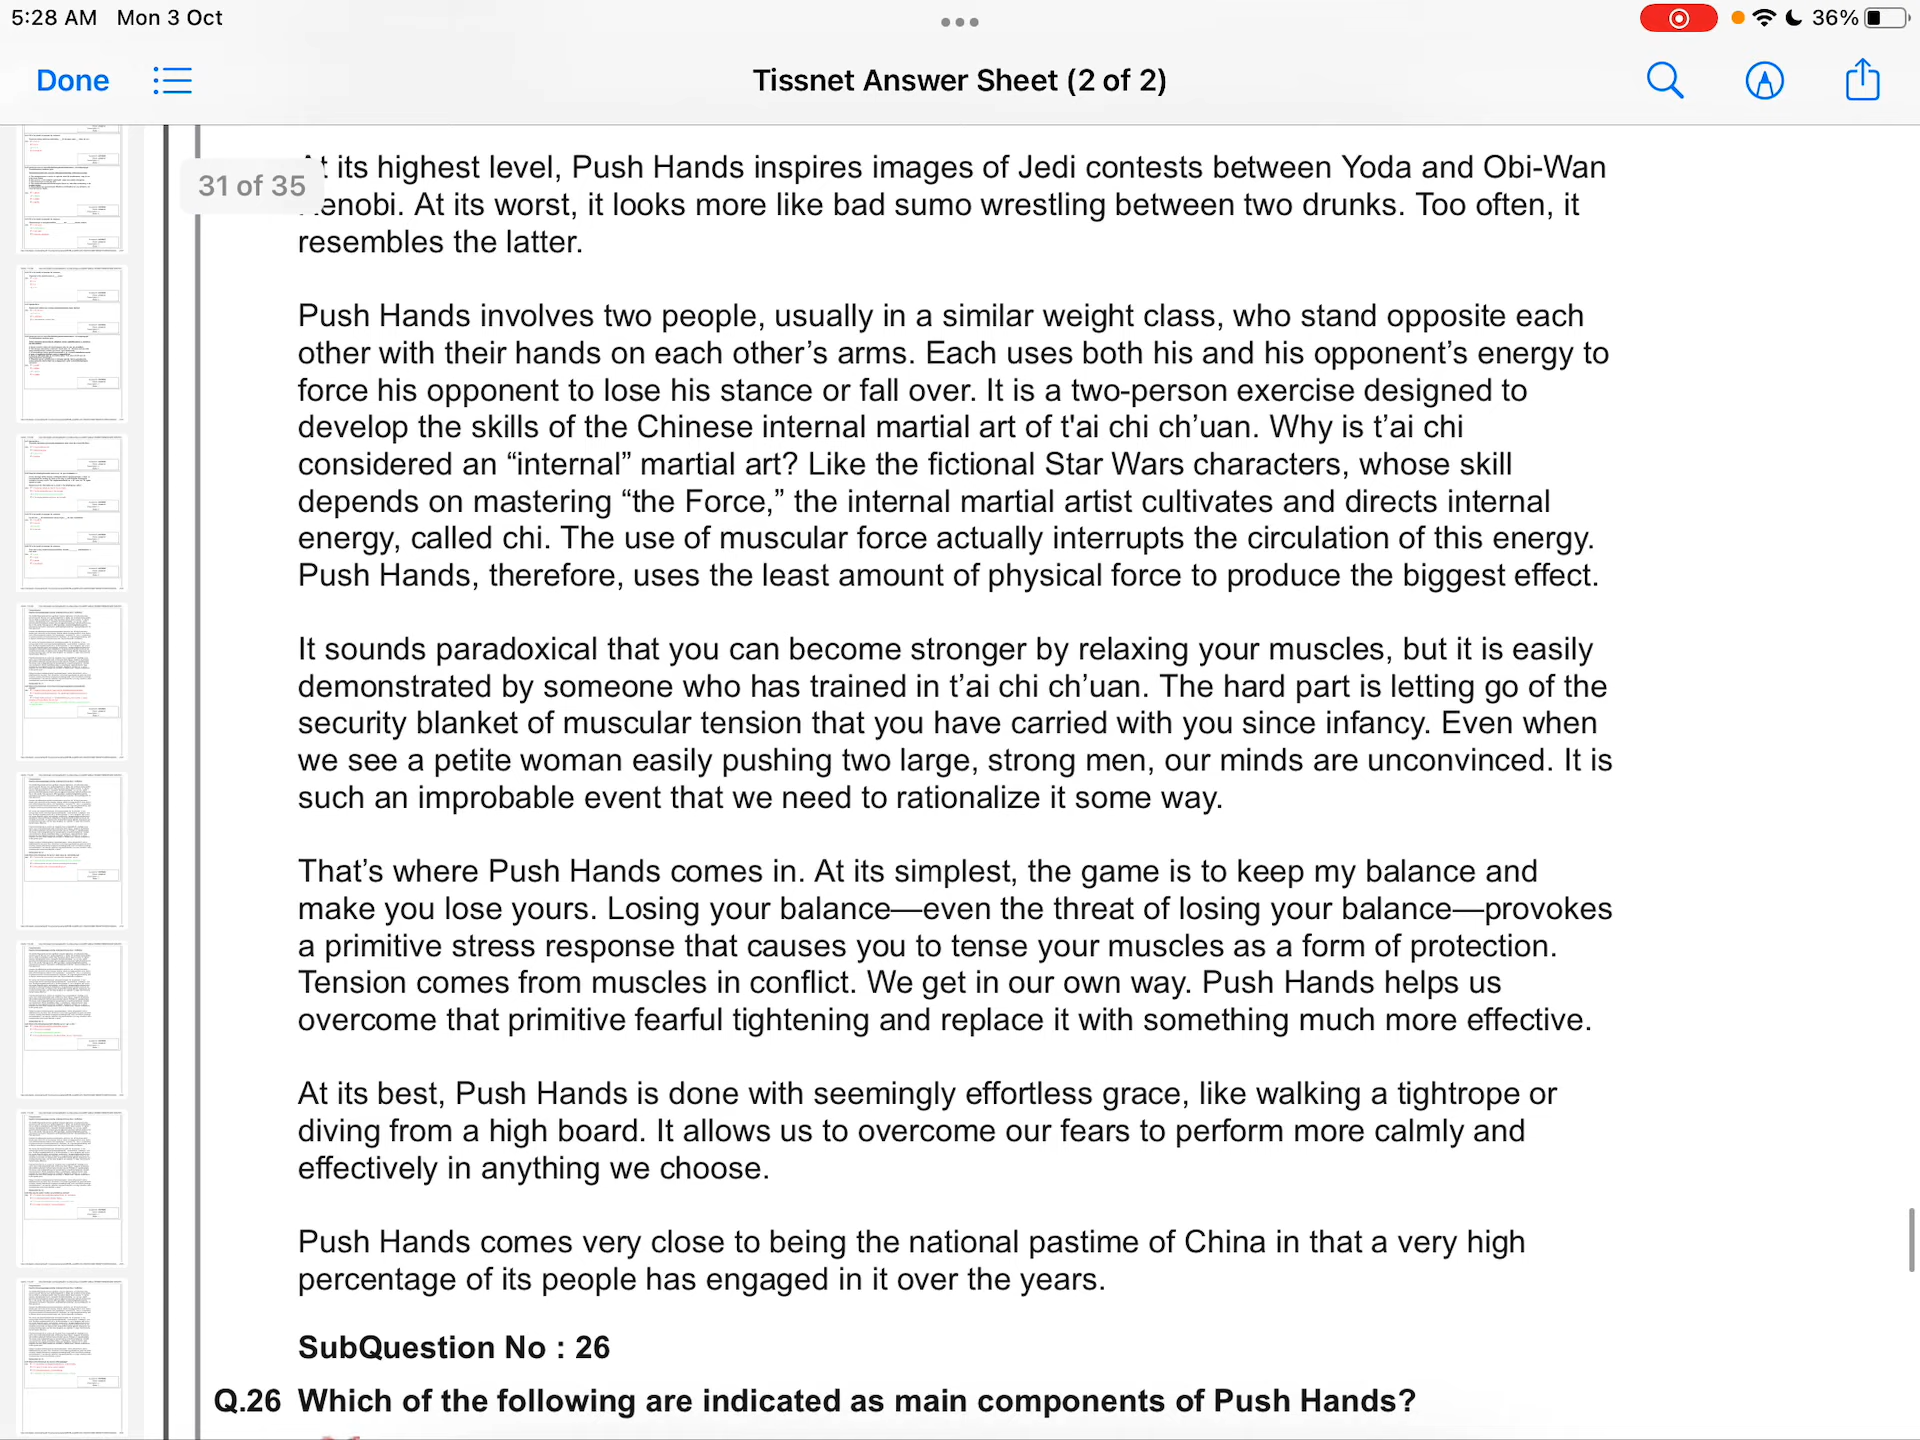 5:28 AM Mon 3 Oct
36%
Done
Tissnet Answer Sheet (2 of 2)
31 of 35
At its highest level, Push Hands inspires images of Jedi contests between Yoda and Obi-Wan
Kenobi. At its worst, it looks more like bad sumo wrestling between two drunks. Too often, it
resembles the latter.
Push Hands involves two people, usually in a similar weight class, who stand opposite each
other with their hands on each other’s arms. Each uses both his and his opponent’s energy to
force his opponent to lose his stance or fall over. It is a two-person exercise designed to
develop the skills of the Chinese internal martial art of t'ai chi ch’uan. Why is t’ai chi
considered an “internal” martial art? Like the fictional Star Wars characters, whose skill
depends on mastering “the Force,” the internal martial artist cultivates and directs internal
energy, called chi. The use of muscular force actually interrupts the circulation of this energy.
Push Hands, therefore, uses the least amount of physical force to produce the biggest effect.
It sounds paradoxical that you can become stronger by relaxing your muscles, but it is easily
demonstrated by someone who has trained in t’ai chi ch’uan. The hard part is letting go of the
security blanket of muscular tension that you have carried with you since infancy. Even when
we see a petite woman easily pushing two large, strong men, our minds are unconvinced. It is
such an improbable event that we need to rationalize it some way.
That’s where Push Hands comes in. At its simplest, the game is to keep my balance and
make you lose yours. Losing your balance—even the threat of losing your balance—provokes
a primitive stress response that causes you to tense your muscles as a form of protection.
Tension comes from muscles in conflict. We get in our own way. Push Hands helps us
overcome that primitive fearful tightening and replace it with something much more effective.
At its best, Push Hands is done with seemingly effortless grace, like walking a tightrope or
diving from a high board. It allows us to overcome our fears to perform more calmly and
effectively in anything we choose.
Push Hands comes very close to being the national pastime of China in that a very high
percentage of its people has engaged in it over the years.
SubQuestion No : 26
Q.26 Which of the following are indicated as main components of Push Hands?